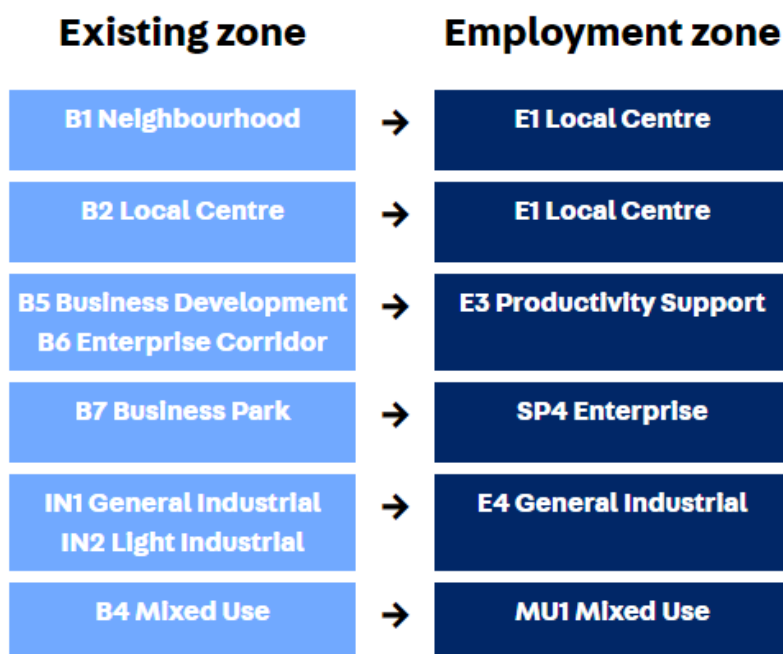 Existing zone
Employment zone
B1 Neighbourhood
→
E1 Local Centre
B2 Local Centre
→
E1 Local Centre
B5 Business Development
B6 Enterprise Corridor
→
E3 Productivity Support
B7 Business Park
→
SP4 Enterprise
IN1 General Industrial
IN2 Light Industrial
→
E4 General Industrial
B4 Mixed Use
→
MU1 Mixed Use